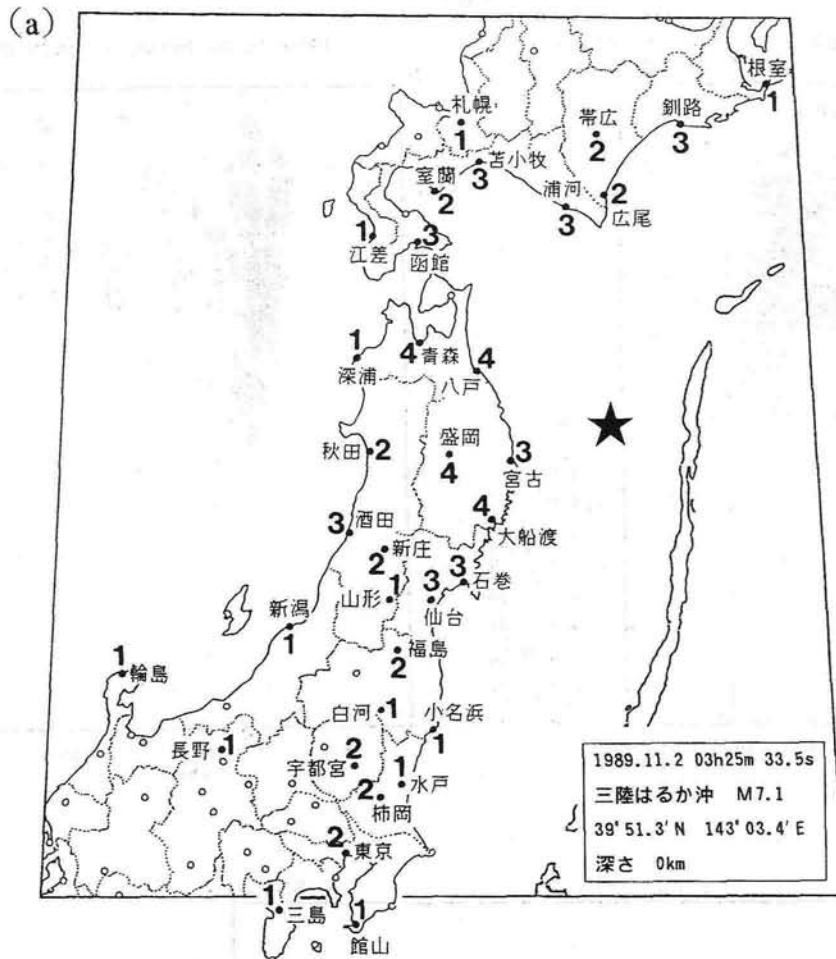 (a)
根室
1
札幌
1
帯広
2
釧路
3
苫小牧
3
室蘭
2
浦河
3
2
広尾
1
江差
3
函館
1
深浦
4
青森
4
八戸
秋田
2
盛岡
4
3
宮古
3
酒田
4
大船渡
2
新庄
3
石巻
3
仙台
山形
1
新潟
1
2
福島
1
輪島
白河
1
小名浜
1
長野
1
宇都宮
2
1
水戸
2
柿岡
2
東京
1
三島
1
館山
1989.11.2 03h25m 33.5s
三陸はるか沖 M7.1
39°51.3′N 143°03.4′E
深さ 0km